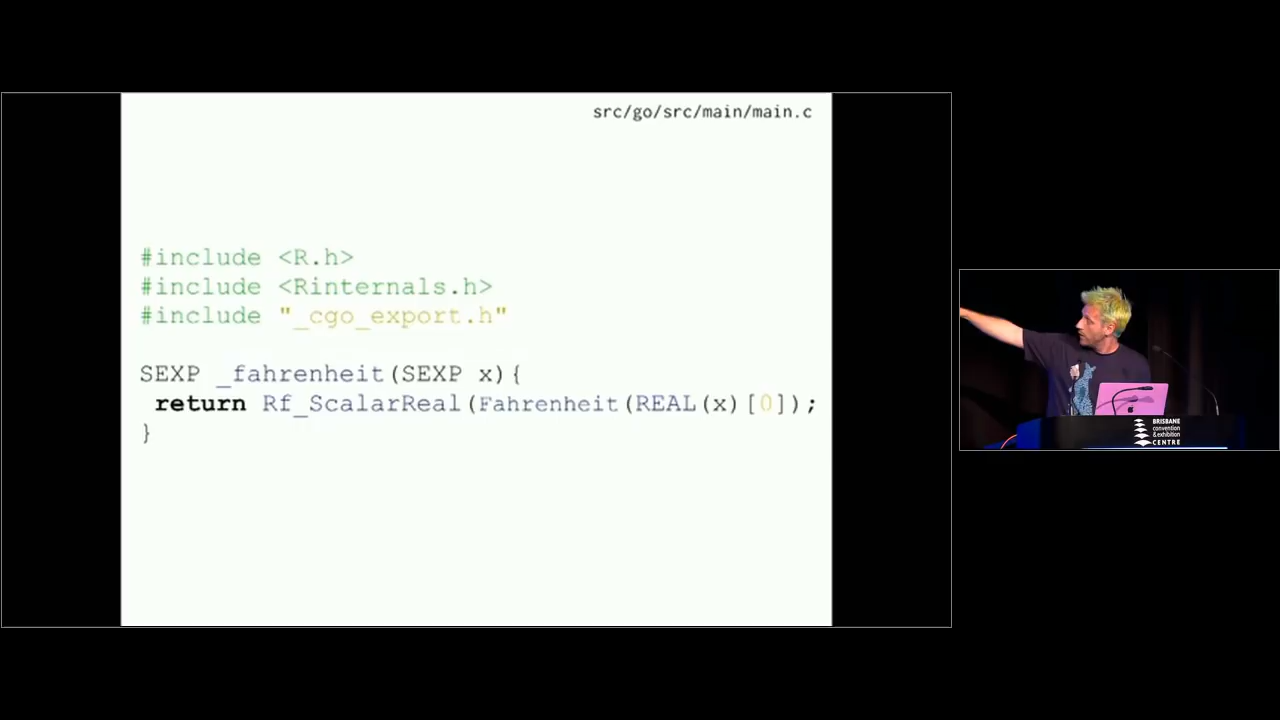 src/go/src/main/main.c
#include <R.h>
#include <Rinternals.h>
#include "_cgo_export.h"
SEXP _fahrenheit(SEXP x){
 return Rf_ScalarReal(Fahrenheit(REAL(x)[0]);
}
BRISBANE
convention
& exhibition
CENTRE